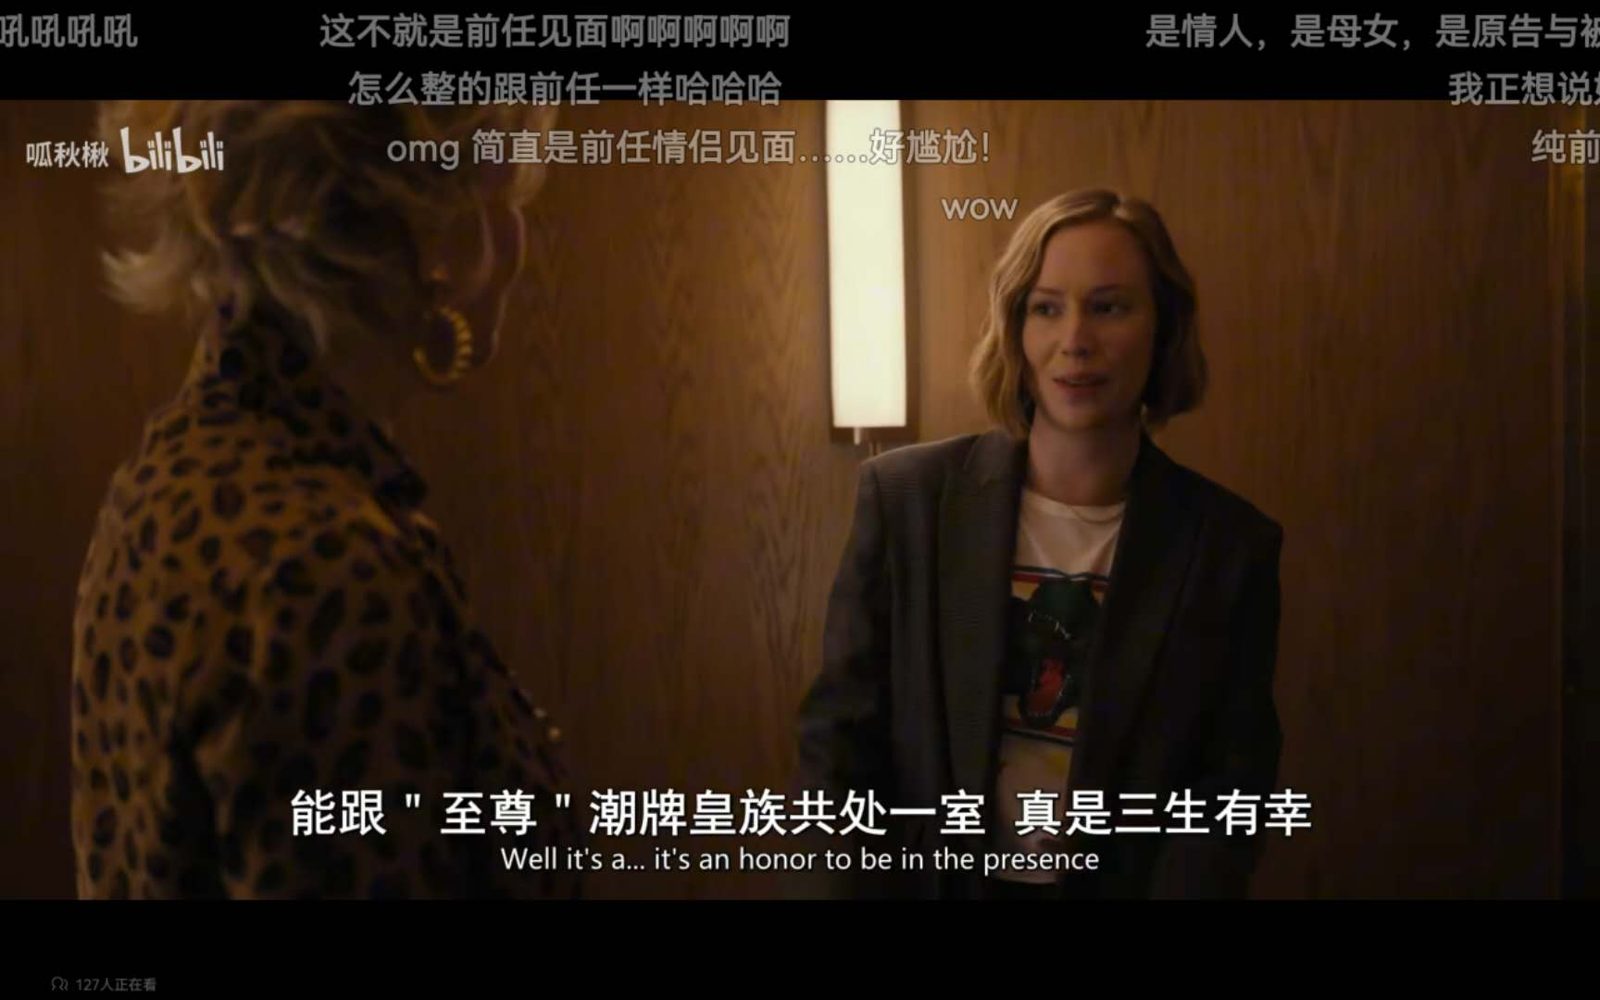 吼吼吼吼
这不就是前任见面啊啊啊啊啊
是情人，是母女，是原告与被
怎么整的跟前任一样哈哈哈
我正想说
呱秋楸 bilibili
omg 简直是前任情侣见面……好尴尬！
纯前
wow
能跟＂至尊＂潮牌皇族共处一室 真是三生有幸
Well it's a... it's an honor to be in the presence
127人正在看